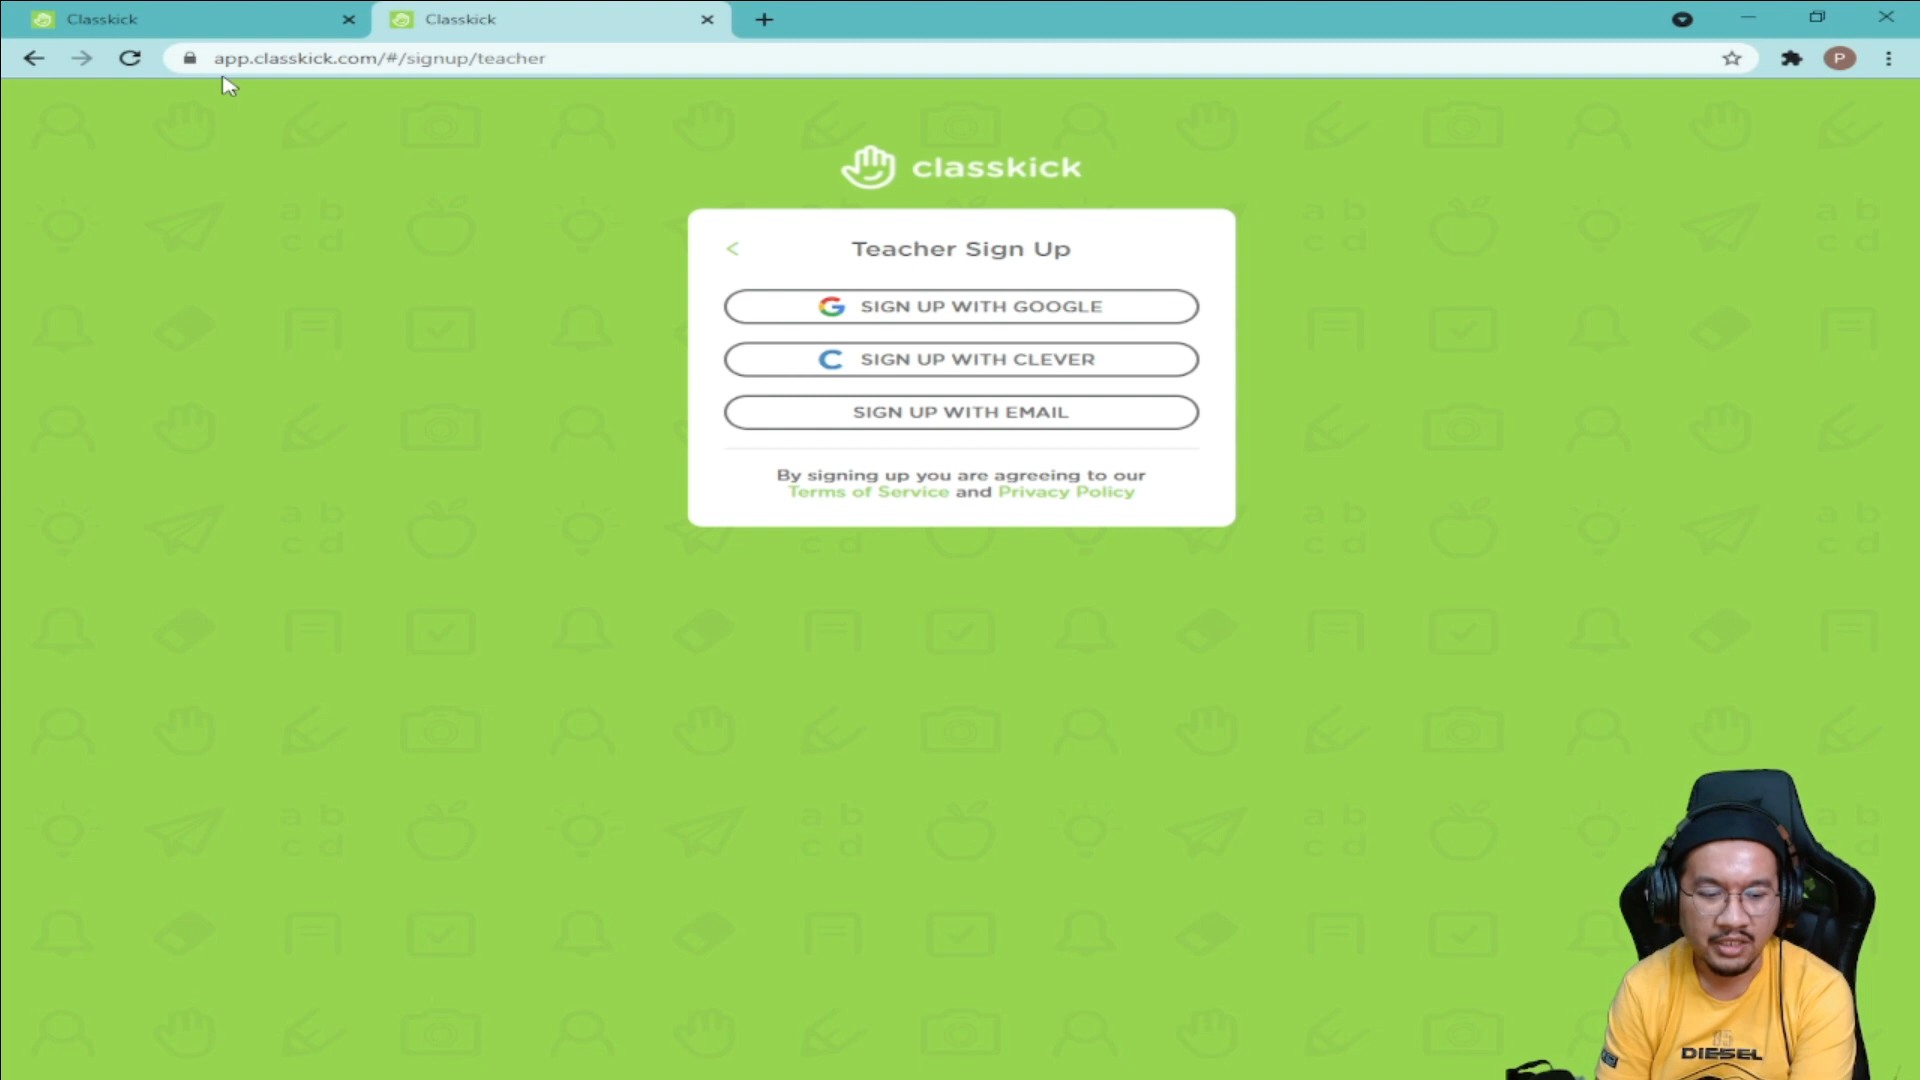 Classkick
Classkick
app.classkick.com/#/signup/teacher
P
classkick
Teacher Sign Up
SIGN UP WITH GOOGLE
SIGN UP WITH CLEVER
SIGN UP WITH EMAIL
By signing up you are agreeing to our
Terms of Service and Privacy Policy
DIESEL